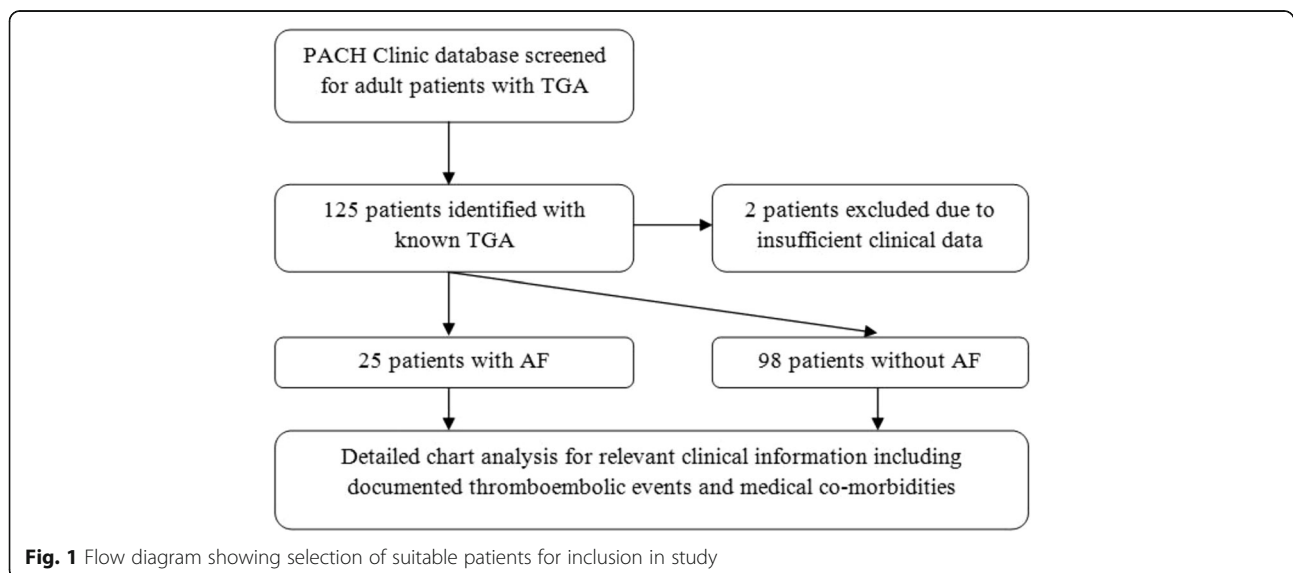 PACH Clinic database screened
for adult patients with TGA
125 patients identified with
known TGA
2 patients excluded due to
insufficient clinical data
25 patients with AF
98 patients without AF
Detailed chart analysis for relevant clinical information including
documented thromboembolic events and medical co-morbidities
Fig. 1 Flow diagram showing selection of suitable patients for inclusion in study